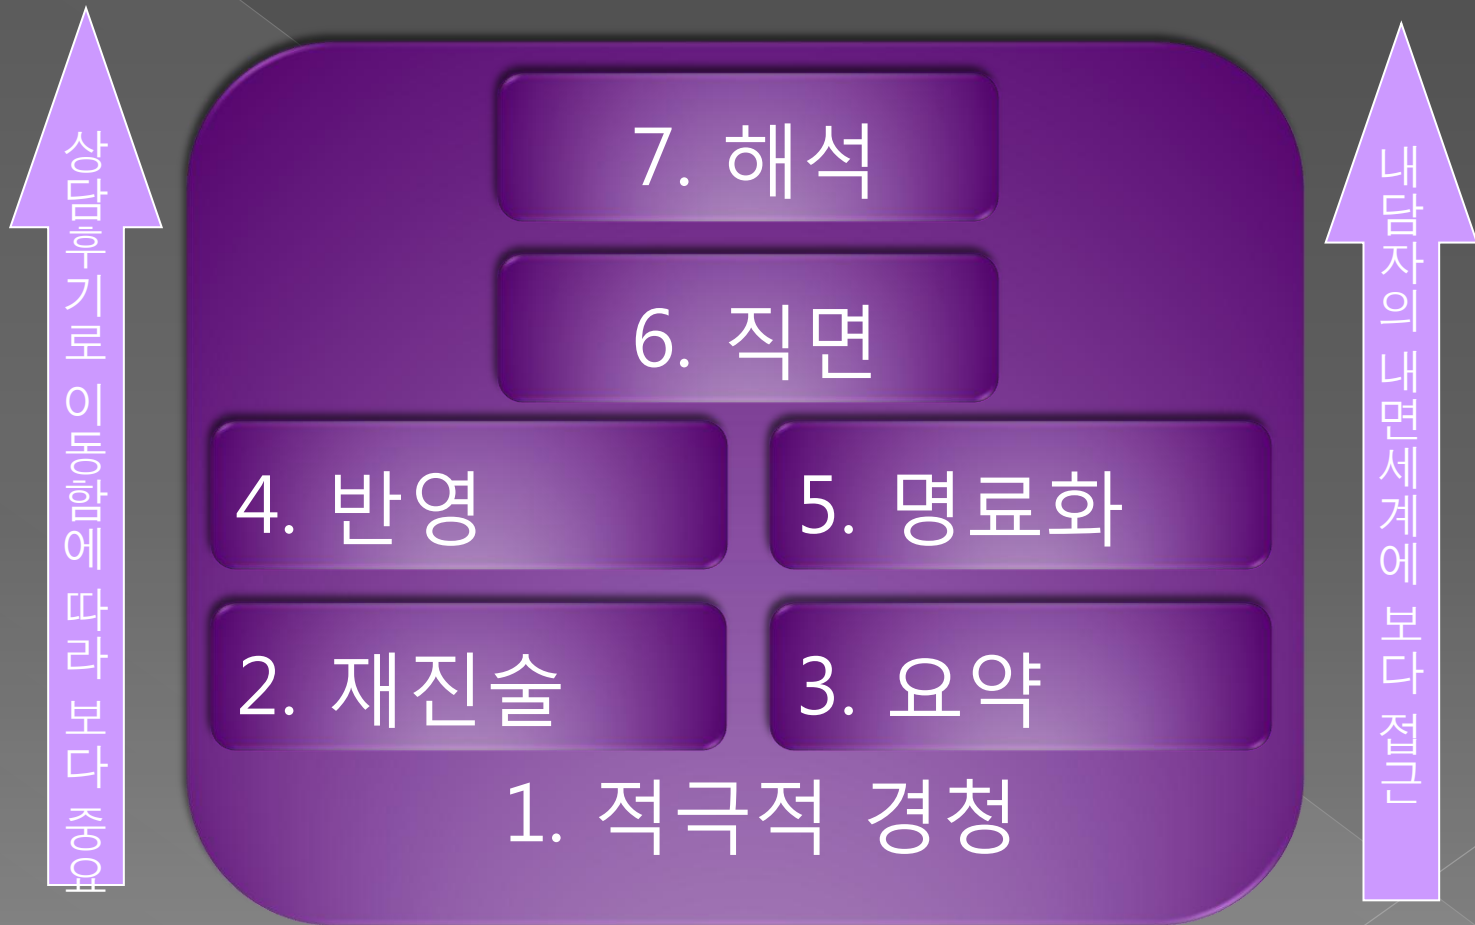 상담후기로 이동함에 따라 보다 중요
7. 해석
6. 직면
4. 반영
5. 명료화
2. 재진술
3. 요약
1. 적극적 경청
내담자의 내면세계에 보다 접근